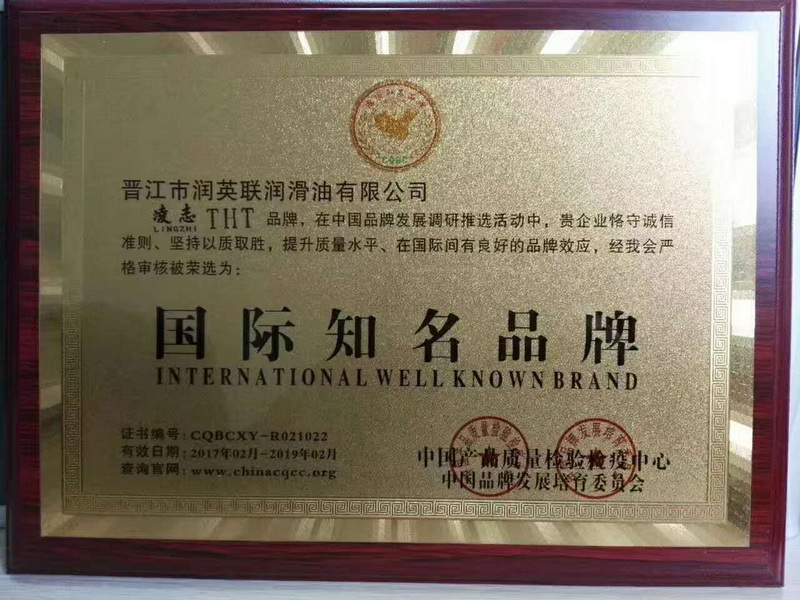 CQBCC
晋江市润英联润滑油有限公司
凌志 THT 品牌，在中国品牌发展调研推选活动中，贵企业恪守诚信
LINGZHI
准则、坚持以质取胜，提升质量水平、在国际间有良好的品牌效应，经我会严
格审核被荣选为：
国际知名品牌
INTERNATIONAL WELL KNOWN BRAND
证书编号：CQBCXY-R021022
有效日期：2017年02月-2019年02月
查询官网：www.chinacqcc.org
中国产品质量检验检疫中心
中国品牌发展培育委员会